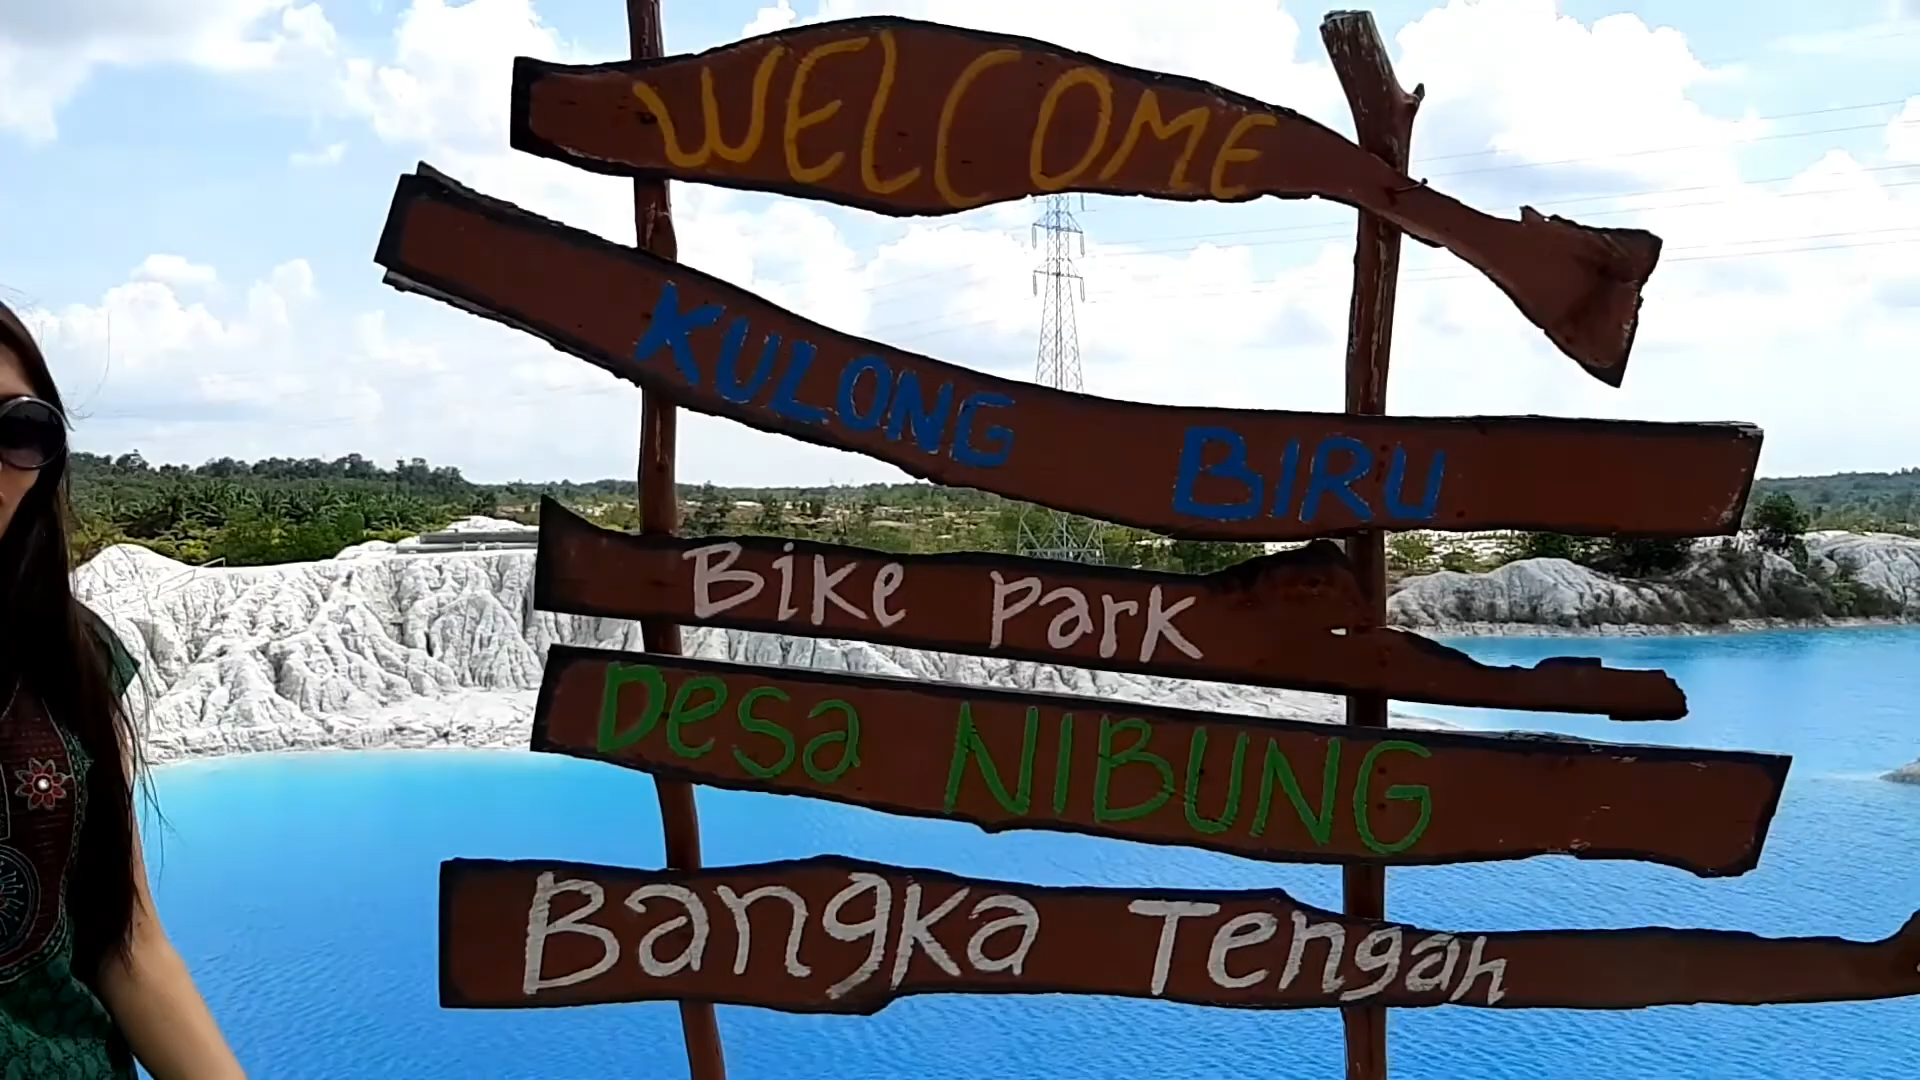 WELCOME
KULONG BIRU
Bike Park
Desa NIBUNG
Bangka Tengah